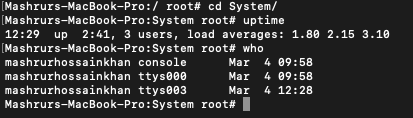 Mashrurs-MacBook-Pro:/ root# cd System/
Mashrurs-MacBook-Pro:System root# uptime
12:29  up  2:41, 3 users, load averages: 1.80 2.15 3.10
Mashrurs-MacBook-Pro:System root# who
mashrurhossainkhan console      Mar  4 09:58
mashrurhossainkhan ttys000      Mar  4 09:58
mashrurhossainkhan ttys003      Mar  4 12:28
Mashrurs-MacBook-Pro:System root#